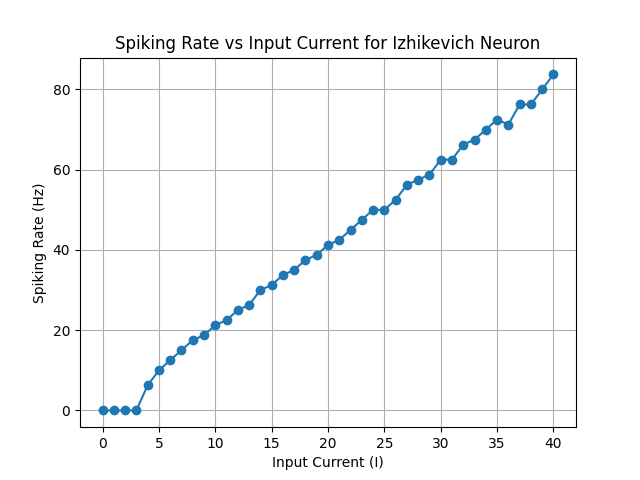 Spiking Rate vs Input Current for Izhikevich Neuron
80
60
40
20
0
Spiking Rate (Hz)
0 5 10 15 20 25 30 35 40
Input Current (I)